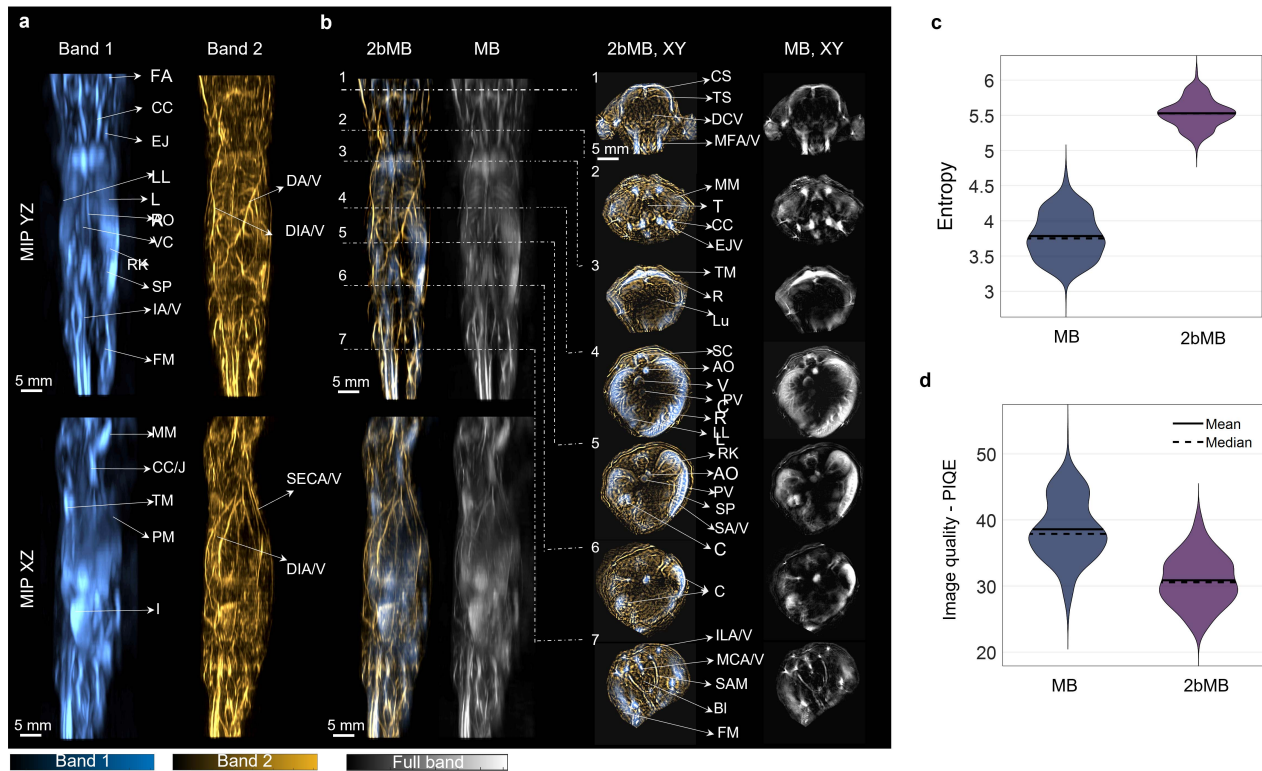 a
Band 1
Band 2
MIP YZ
FA
CC
EJ
LL
L
AO
VC
RK
SP
IA/V
FM
DA/V
DIA/V
5 mm
MIP XZ
MM
CC/J
TM
PM
I
SECA/V
DIA/V
5 mm
b
2bMB
MB
1
2
3
4
5
6
7
5 mm
5 mm
2bMB, XY
MB, XY
1
CS
TS
DCV
MFA/V
5 mm
2
MM
T
CC
EJV
3
TM
R
Lu
4
SC
AO
V
PV
C
R
LL
L
5
RK
AO
PV
SP
SA/V
C
6
C
7
ILA/V
MCA/V
SAM
BI
FM
Band 1
Band 2
Full band
c
Entropy
6
5.5
5
4.5
4
3.5
3
MB
2bMB
d
Image quality - PIQE
50
40
30
20
Mean
Median
MB
2bMB